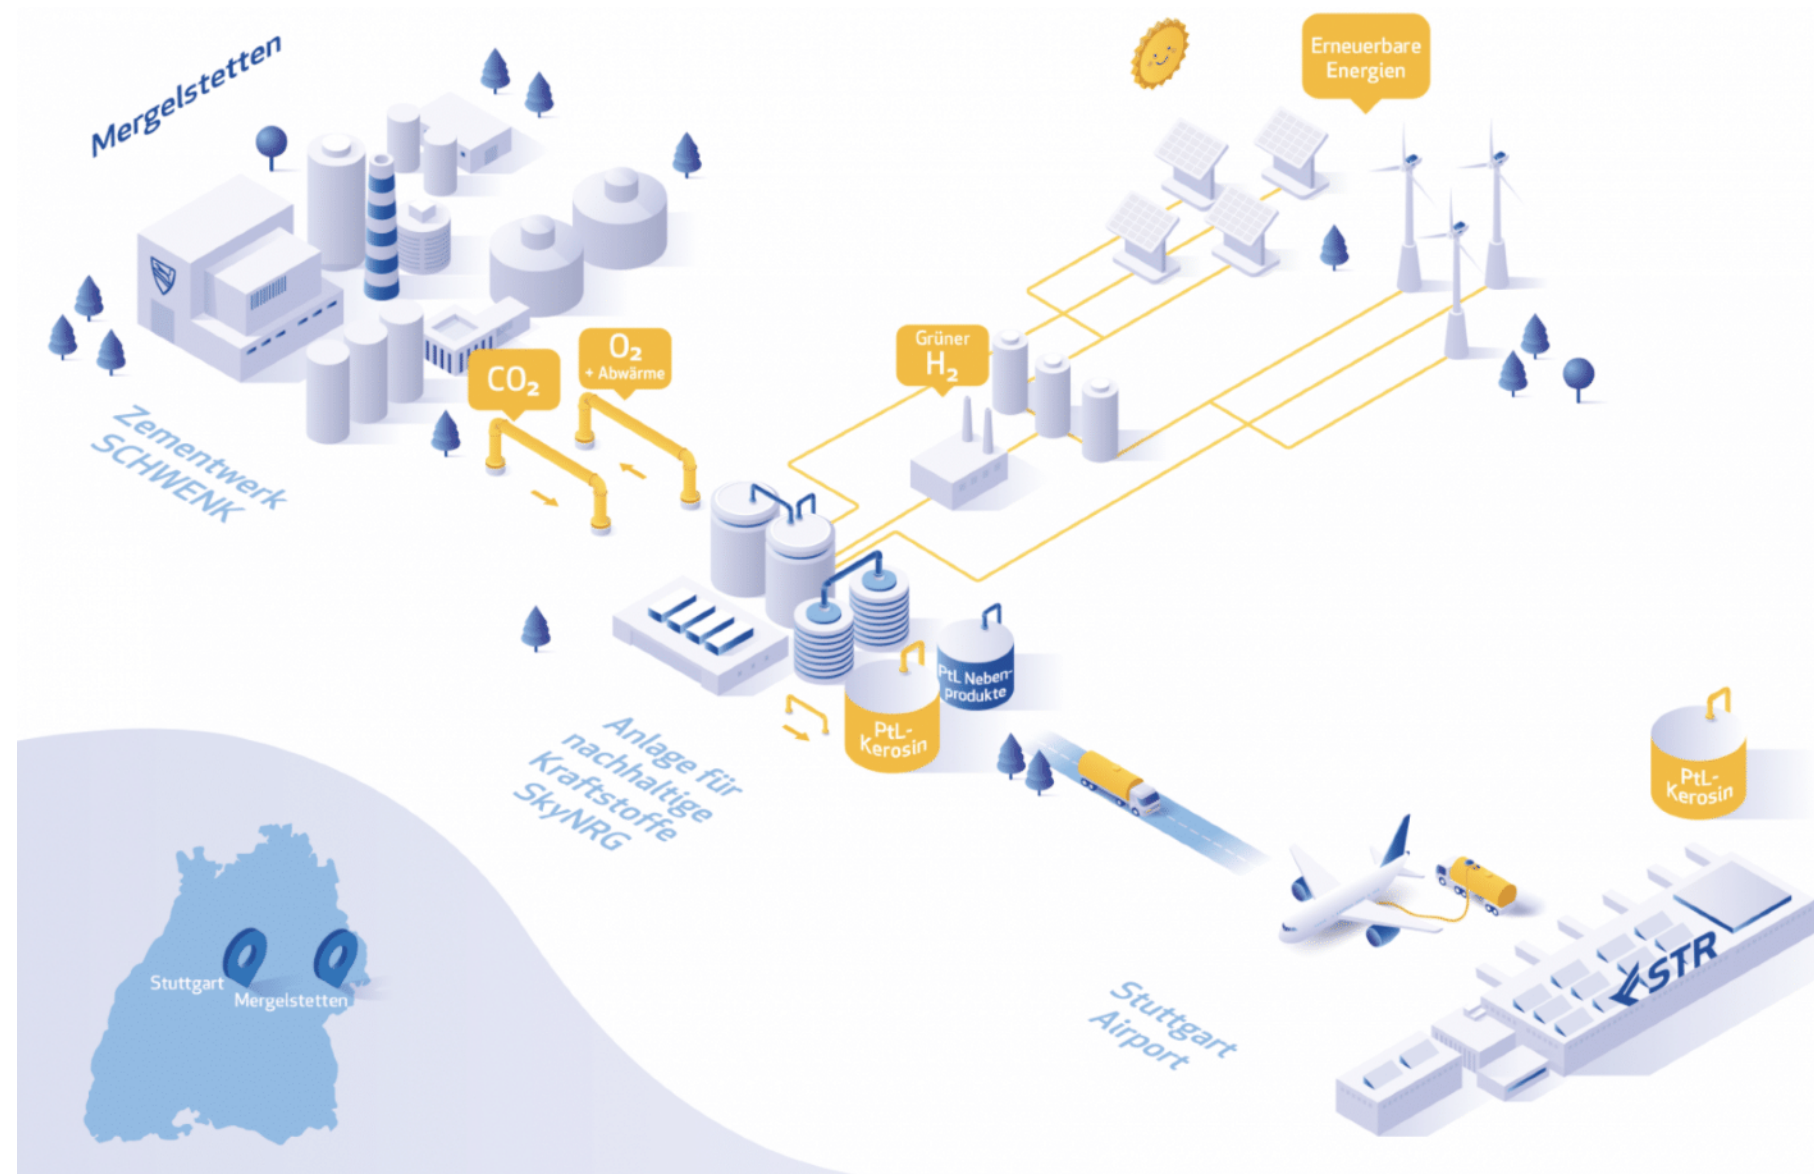 Mergelstetten
Erneuerbare
Energien
O₂
+ Abwärme
CO₂
Grüner
H₂
Zementwerk
SCHWENK
PtL Neben-
produkte
PtL-
Kerosin
Anlage für
nachhaltige
Kraftstoffe
SkyNRG
PtL-
Kerosin
STR
Stuttgart
Airport
Stuttgart
Mergelstetten